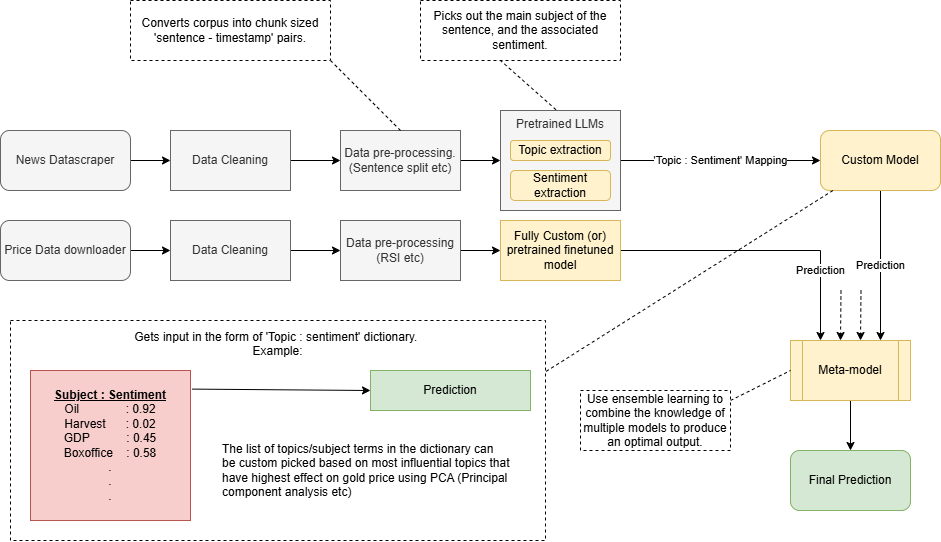 Converts corpus into chunk sized
'sentence - timestamp' pairs.
Picks out the main subject of the
sentence, and the associated
sentiment.
News Datascraper
Data Cleaning
Data pre-processing.
(Sentence split etc)
Pretrained LLMs
Topic extraction
Sentiment
extraction
'Topic : Sentiment' Mapping
Custom Model
Price Data downloader
Data Cleaning
Data pre-processing
(RSI etc)
Fully Custom (or)
pretrained finetuned
model
Prediction
Prediction
Gets input in the form of 'Topic : sentiment' dictionary.
Example:
Subject : Sentiment
Oil : 0.92
Harvest : 0.02
GDP : 0.45
Boxoffice : 0.58
.
.
.
Prediction
The list of topics/subject terms in the dictionary can
be custom picked based on most influential topics that
have highest effect on gold price using PCA (Principal
component analysis etc)
Use ensemble learning to
combine the knowledge of
multiple models to produce
an optimal output.
Meta-model
Final Prediction